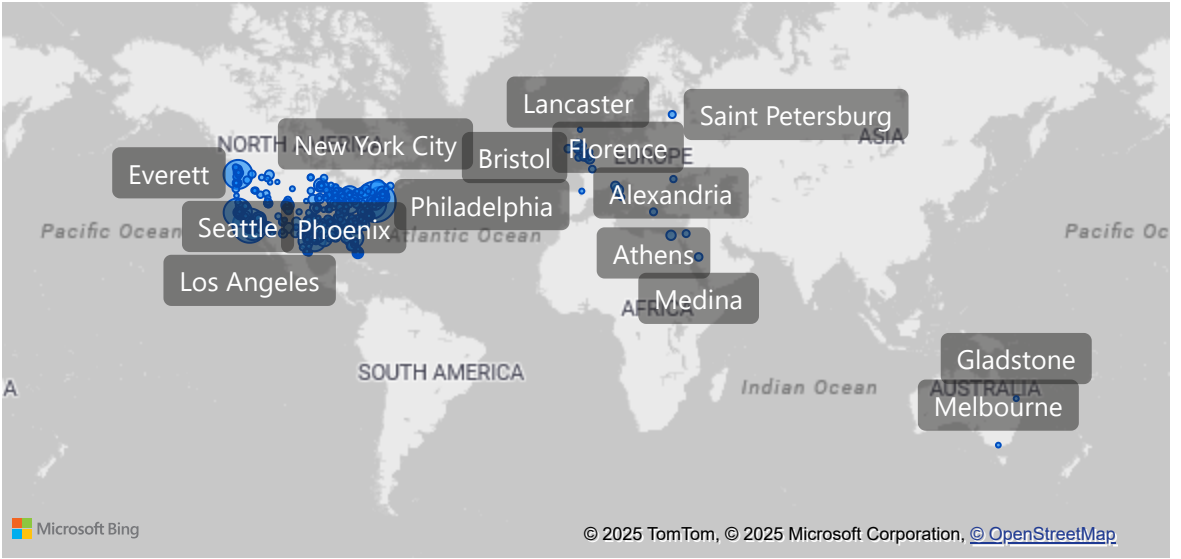 Lancaster
Saint Petersburg
ASIA
NORTH AMERICA
New York City
Bristol
Florence
EUROPE
Everett
Alexandria
Philadelphia
Pacific Ocean
Seattle
Phoenix
Atlantic Ocean
Pacific Oc
Athens
Los Angeles
Medina
AFRICA
Gladstone
SOUTH AMERICA
Indian Ocean
AUSTRALIA
A
Melbourne
Microsoft Bing
© 2025 TomTom, © 2025 Microsoft Corporation, © OpenStreetMap